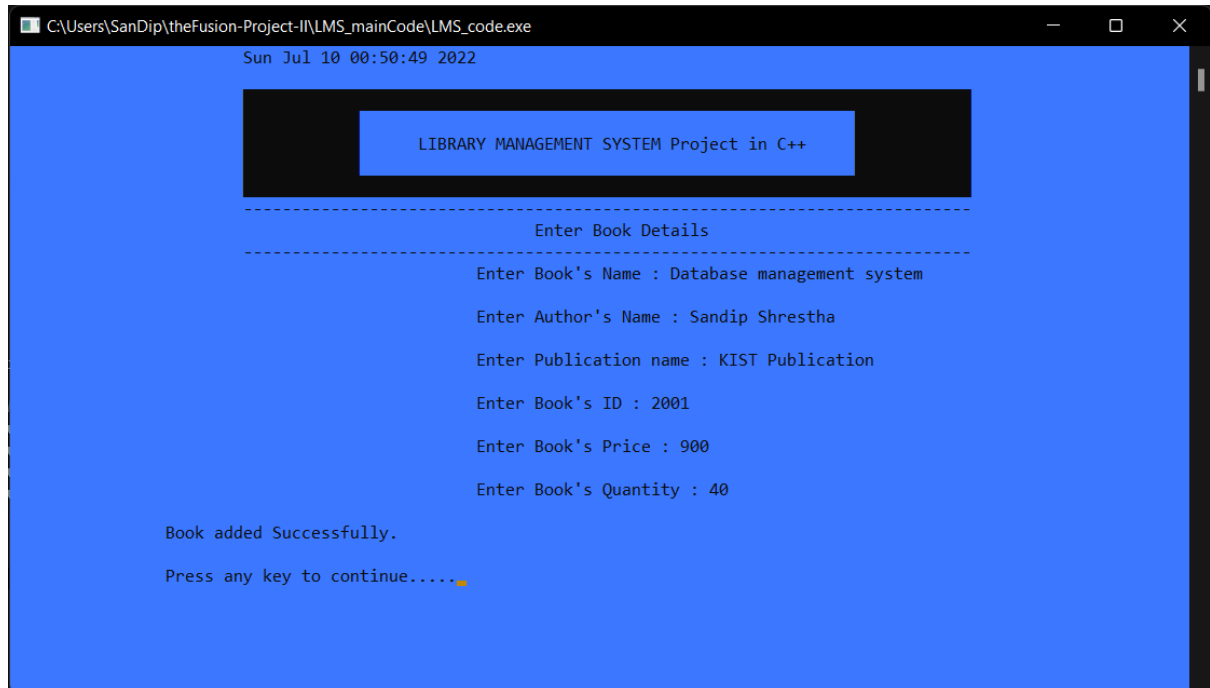 C:\Users\SanDip\theFusion-Project-II\LMS_mainCode\LMS_code.exe
Sun Jul 10 00:50:49 2022
LIBRARY MANAGEMENT SYSTEM Project in C++
---------------------------------------------------------------------------
Enter Book Details
---------------------------------------------------------------------------
Enter Book's Name : Database management system
Enter Author's Name : Sandip Shrestha
Enter Publication name : KIST Publication
Enter Book's ID : 2001
Enter Book's Price : 900
Enter Book's Quantity : 40
Book added Successfully.
Press any key to continue.....